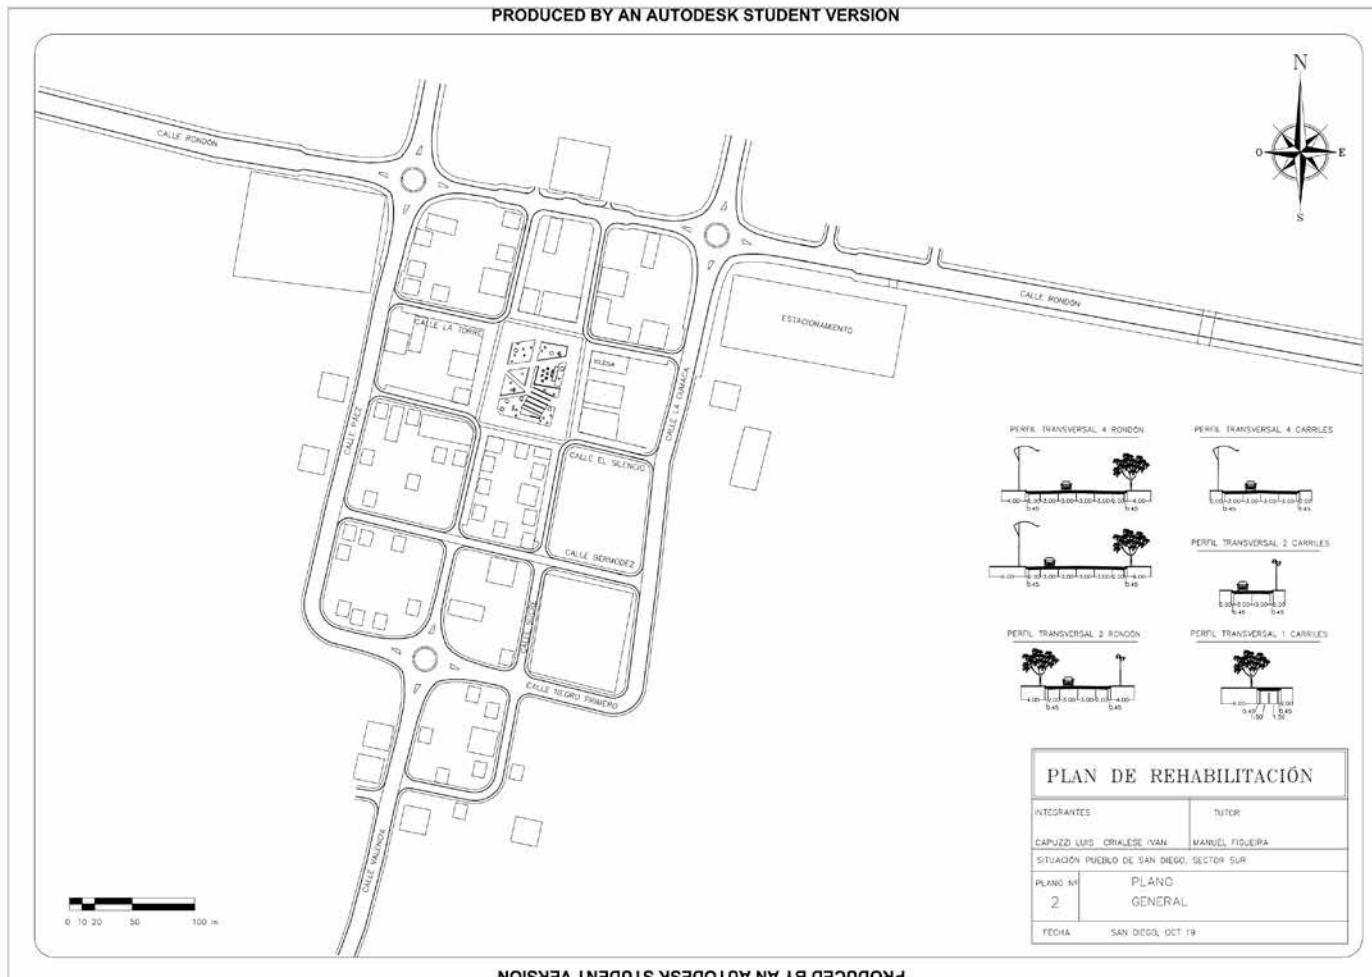 PRODUCED BY AN AUTODESK STUDENT VERSION
N
O
E
S
CALLE RONDÓN
CALLE RONDÓN
ESTACIONAMIENTO
CALLE LA TORRE
IGLESIA
CALLE PAEZ
CALLE LA CUMACA
CALLE EL SILENCIO
CALLE BERMÓDEZ
CALLE NEGRO PRIMERO
CALLE VALENZA
PERFIL TRANSVERSAL 4 RONDÓN
PERFIL TRANSVERSAL 4 CARRILES
PERFIL TRANSVERSAL 2 CARRILES
PERFIL TRANSVERSAL 2 RONDÓN
PERFIL TRANSVERSAL 1 CARRILES
PLAN DE REHABILITACIÓN
INTEGRANTES
TUTOR
CAPUZZI LUIS CRIALESE IVAN
MANUEL FIGUEIRA
SITUACIÓN PUEBLO DE SAN DIEGO, SECTOR SUR
PLANO Nº
2
PLANO
GENERAL
FECHA
SAN DIEGO, OCT 19
0 10 20 50 100 m
PRODUCED BY AN AUTODESK STUDENT VERSION